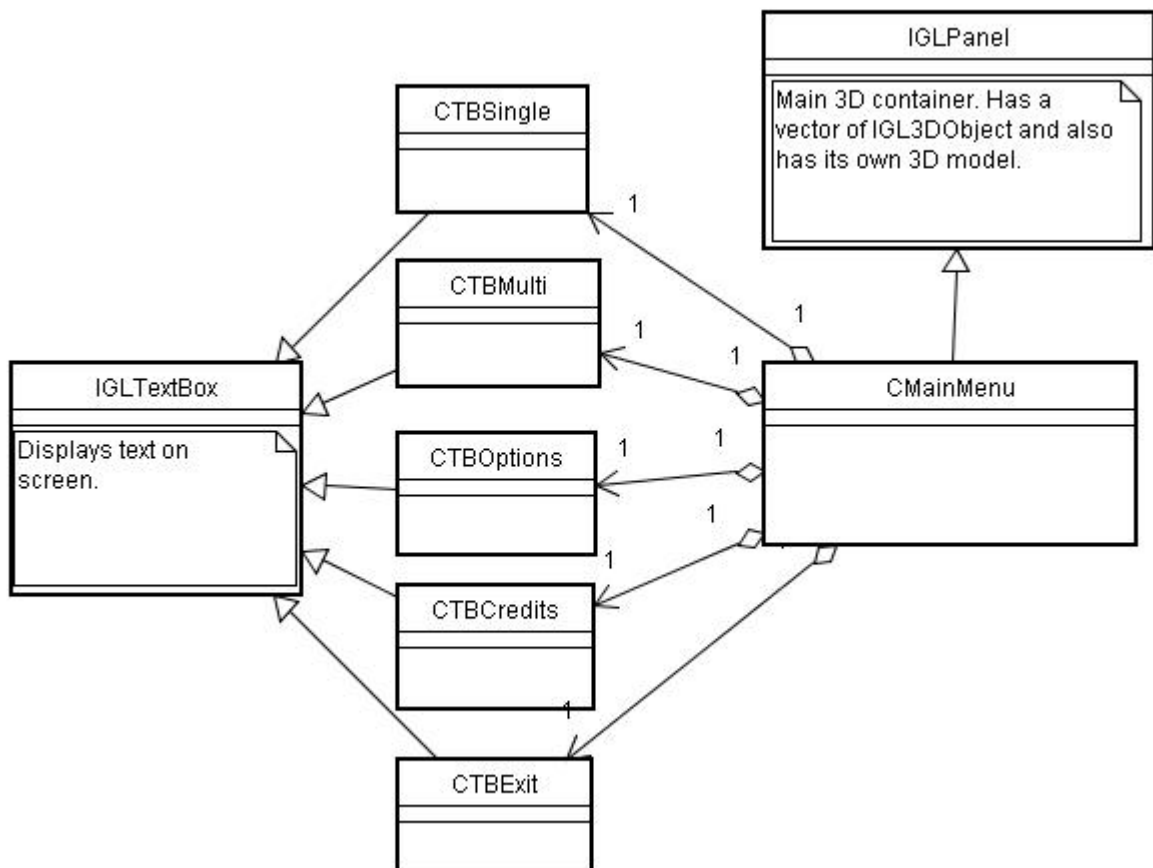 IGLPanel
Main 3D container. Has a
vector of IGL3DObject and also
has its own 3D model.
CTBSingle
1
1
CTBMulti
1
1
IGLTextBox
Displays text on
screen.
CMainMenu
CTBOptions
1
1
1
1
CTBCredits
1
CTBExit